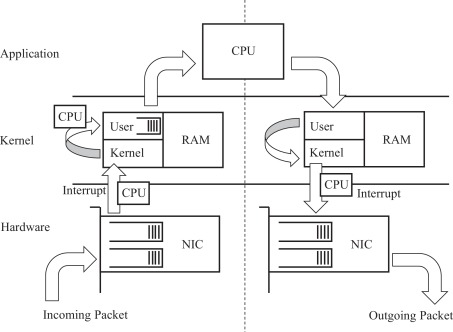 Application
CPU
CPU
User
RAM
Kernel
Kernel
User
RAM
Kernel
Interrupt
CPU
CPU
Interrupt
Hardware
NIC
NIC
Incoming Packet
Outgoing Packet